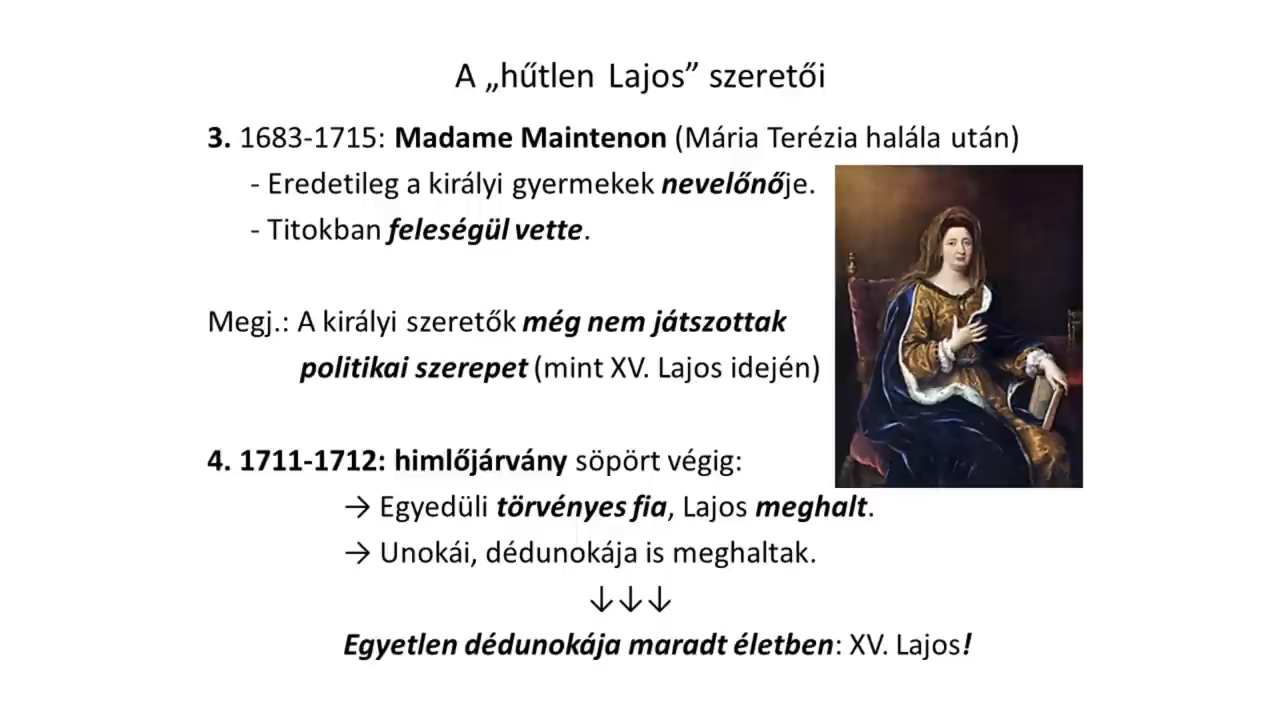 A „hűtlen Lajos” szeretői
3. 1683-1715: Madame Maintenon (Mária Terézia halála után)
- Eredetileg a királyi gyermekek nevelőnője.
- Titokban feleségül vette.
Megj.: A királyi szeretők még nem játszottak
politikai szerepet (mint XV. Lajos idején)
4. 1711-1712: himlőjárvány söpört végig:
→ Egyedüli törvényes fia, Lajos meghalt.
→ Unokái, dédunokája is meghaltak.
↓↓↓
Egyetlen dédunokája maradt életben: XV. Lajos!